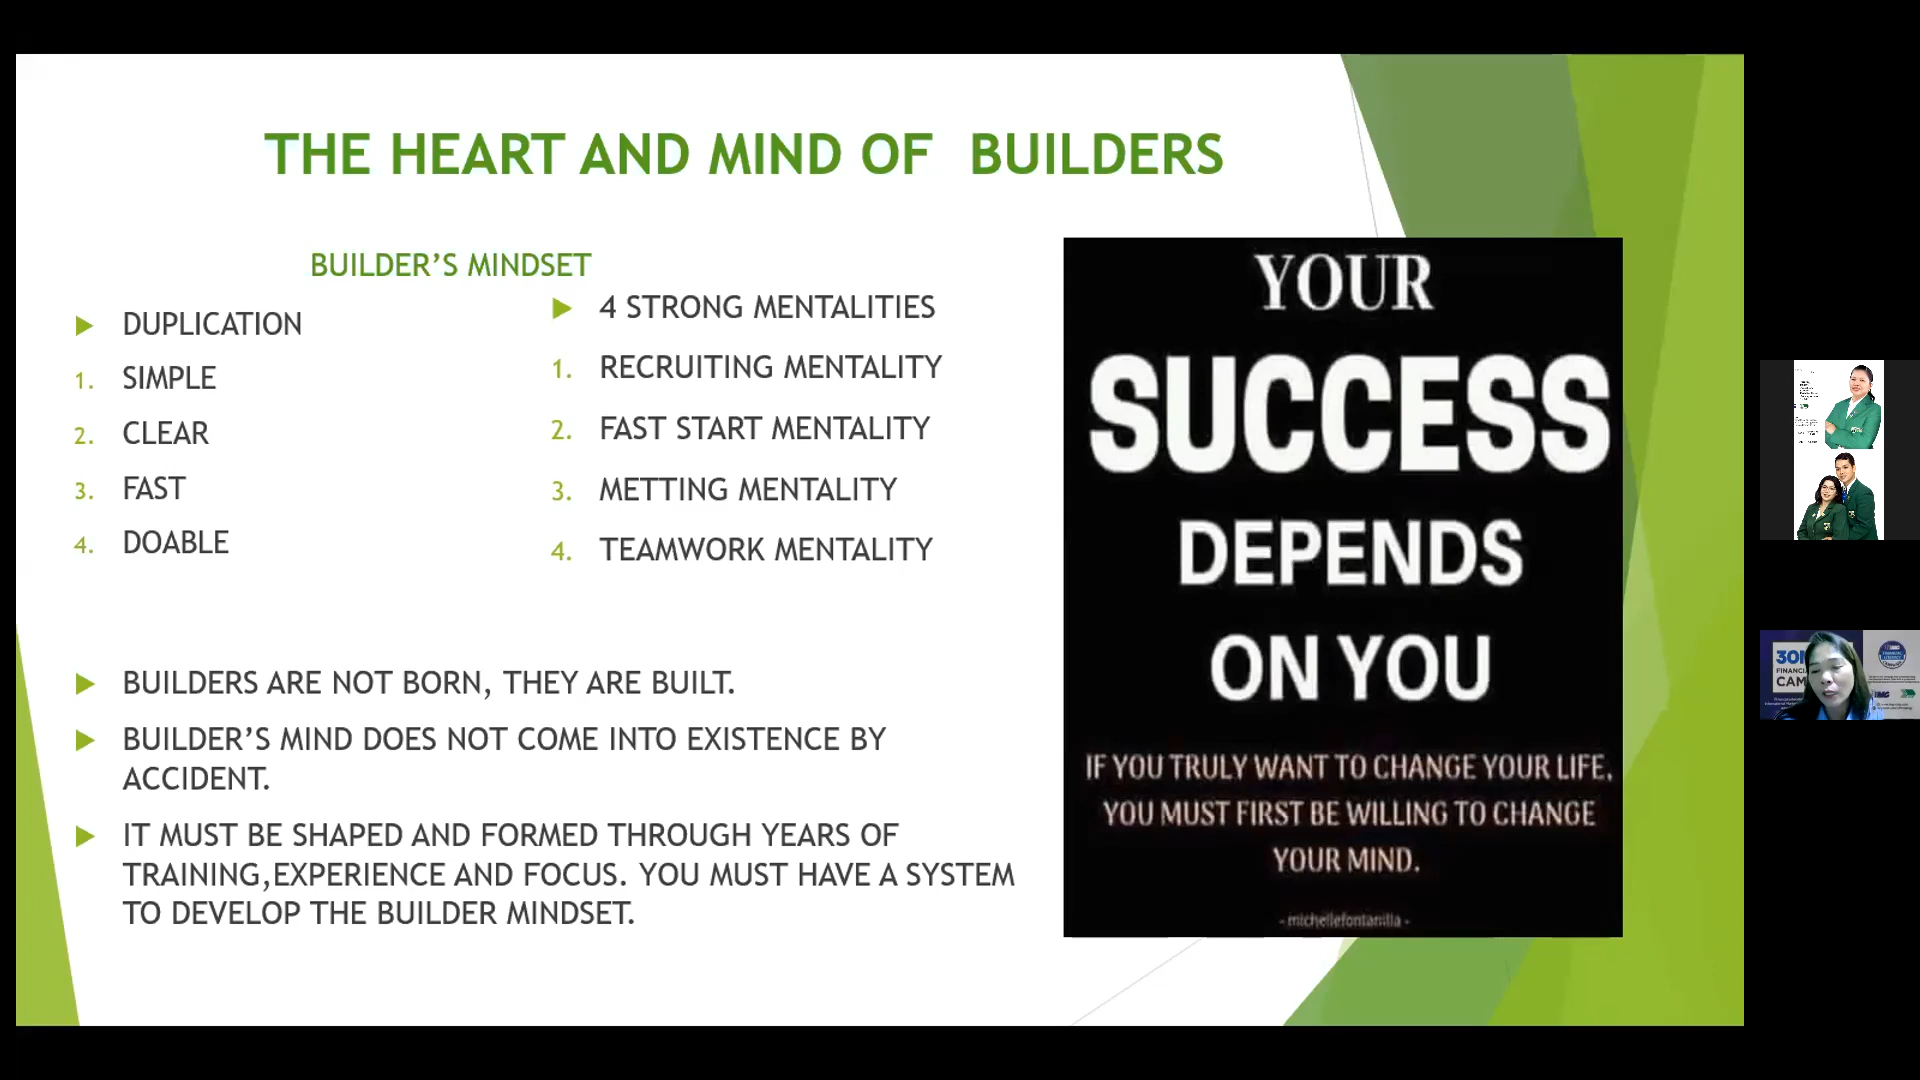 THE HEART AND MIND OF BUILDERS
BUILDER'S MINDSET
DUPLICATION
1. SIMPLE
2. CLEAR
3. FAST
4. DOABLE
4 STRONG MENTALITIES
1. RECRUITING MENTALITY
2. FAST START MENTALITY
3. METTING MENTALITY
4. TEAMWORK MENTALITY
BUILDERS ARE NOT BORN, THEY ARE BUILT.
BUILDER'S MIND DOES NOT COME INTO EXISTENCE BY
ACCIDENT.
IT MUST BE SHAPED AND FORMED THROUGH YEARS OF
TRAINING,EXPERIENCE AND FOCUS. YOU MUST HAVE A SYSTEM
TO DEVELOP THE BUILDER MINDSET.
YOUR
SUCCESS
DEPENDS
ON YOU
IF YOU TRULY WANT TO CHANGE YOUR LIFE,
YOU MUST FIRST BE WILLING TO CHANGE
YOUR MIND.
- michellefontanilla -
FINANCI
CAM
IMG